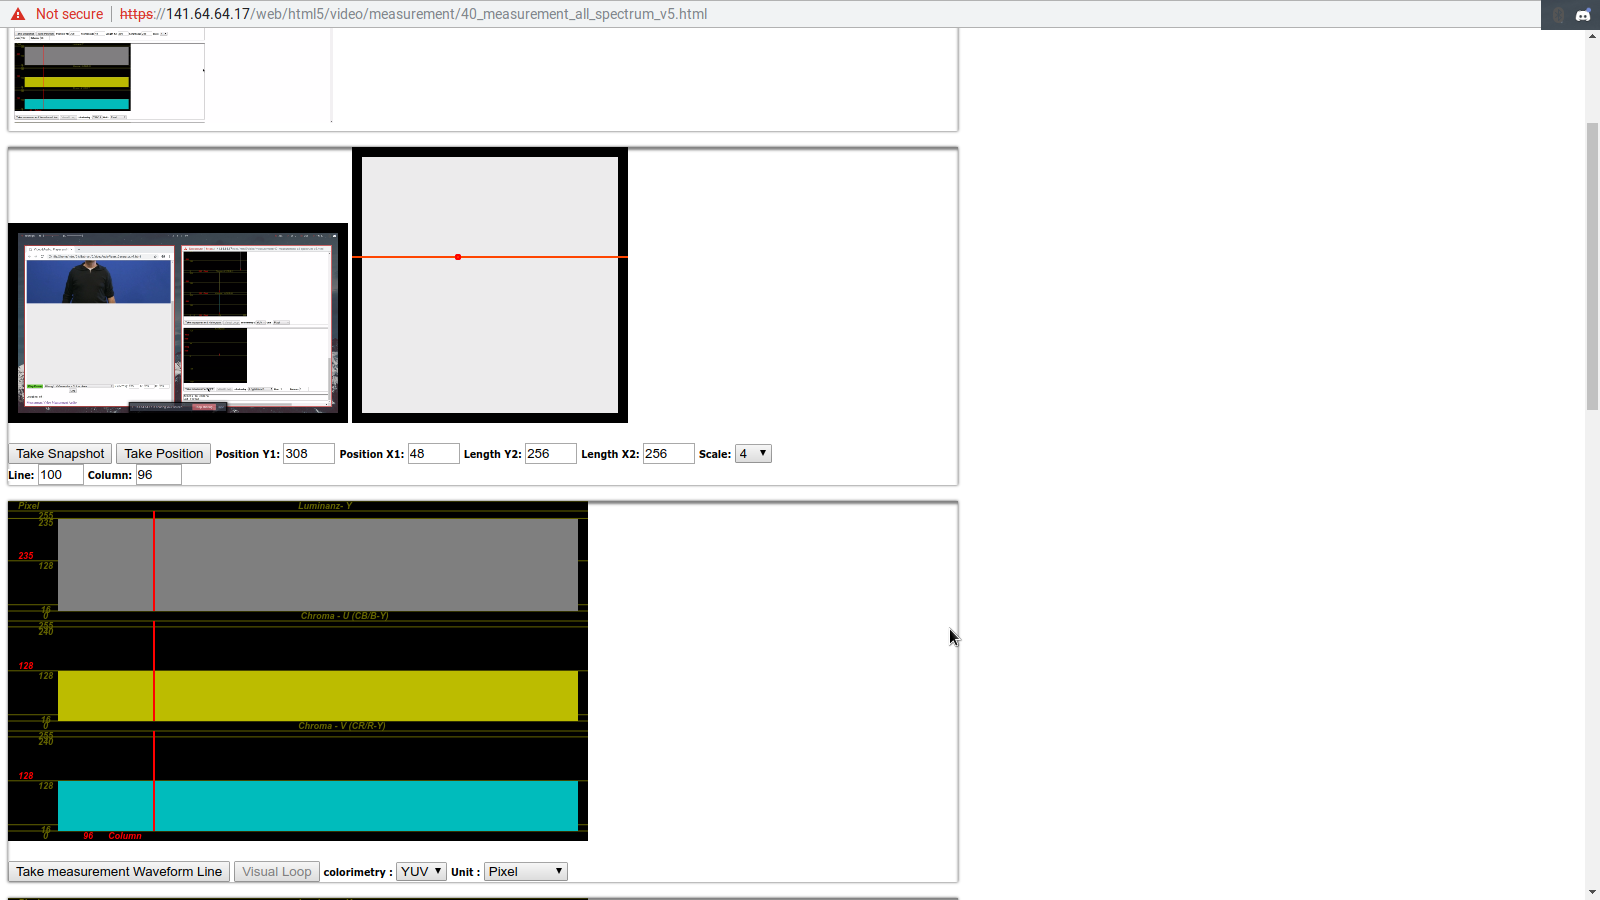 Not secure | https://141.64.64.17/web/html5/video/measurement/40_measurement_all_spectrum_v5.html
Take Snapshot Take Position Position Y1: 308 Position X1: 48 Length Y2: 256 Length X2: 256 Scale: 4
Line: 100 Column: 96
Pixel Luminanz- Y
255
235
235
128
16
0
Chroma - U (CB/B-Y)
255
240
128
128
16
0
Chroma - V (CR/R-Y)
255
240
128
128
16
0
96 Column
Take measurement Waveform Line Visual Loop colorimetry : YUV Unit : Pixel